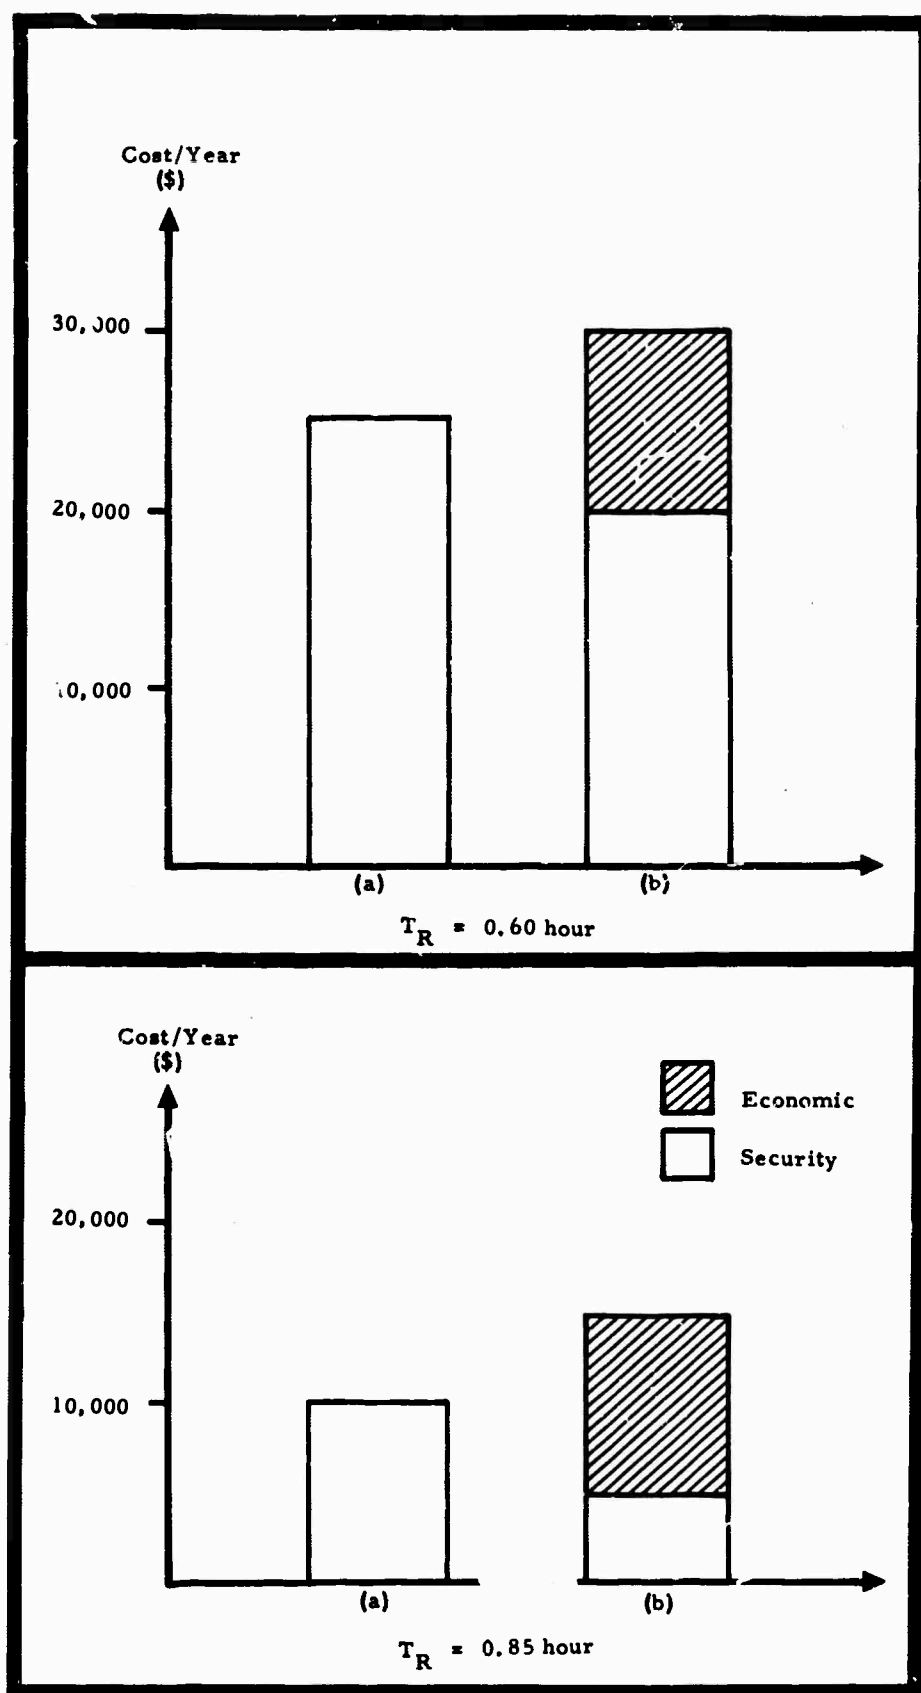 Cost/Year
($)
30,000
20,000
10,000
(a)
(b)
T_R = 0.60 hour
Cost/Year
($)
Economic
Security
20,000
10,000
(a)
(b)
T_R = 0.85 hour